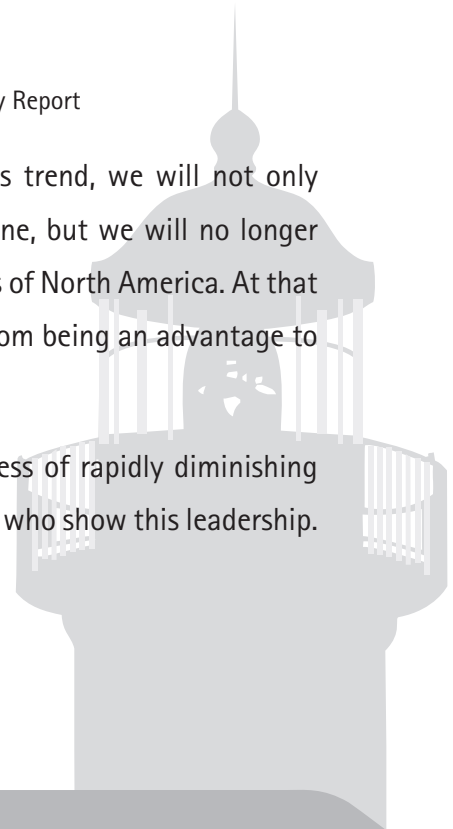 y Report
s trend, we will not only
ne, but we will no longer
s of North America. At that
om being an advantage to
ess of rapidly diminishing
who show this leadership.